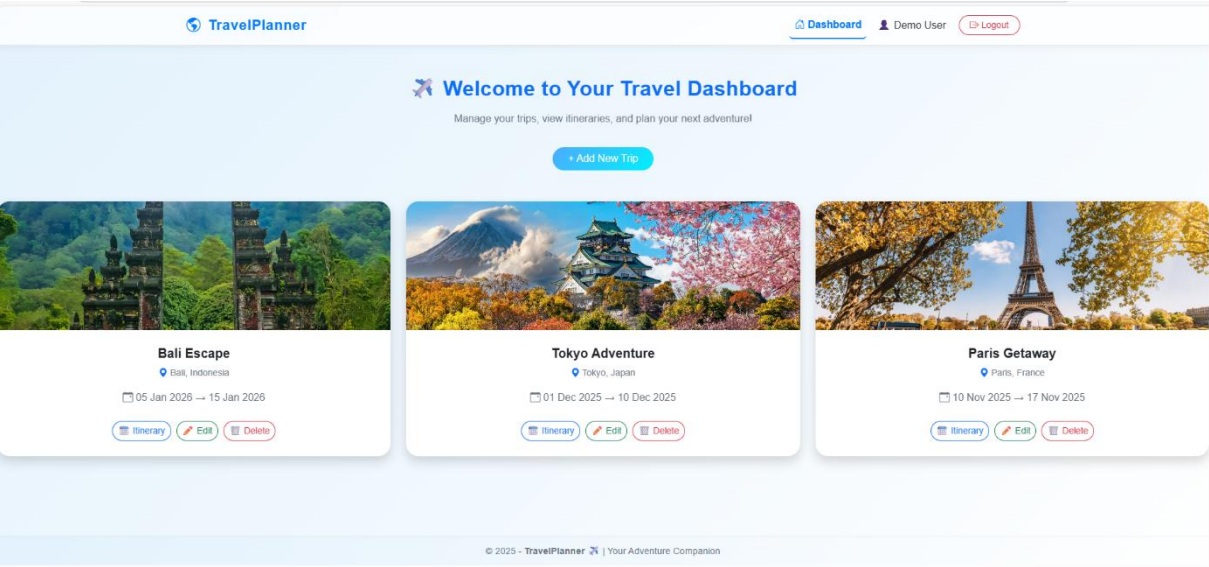 TravelPlanner
Dashboard
Demo User
Logout
Welcome to Your Travel Dashboard
Manage your trips, view itineraries, and plan your next adventure!
+ Add New Trip
Bali Escape
Bali, Indonesia
05 Jan 2026 → 15 Jan 2026
Itinerary
Edit
Delete
Tokyo Adventure
Tokyo, Japan
01 Dec 2025 → 10 Dec 2025
Itinerary
Edit
Delete
Paris Getaway
Paris, France
10 Nov 2025 → 17 Nov 2025
Itinerary
Edit
Delete
© 2025 - TravelPlanner ✈️ | Your Adventure Companion